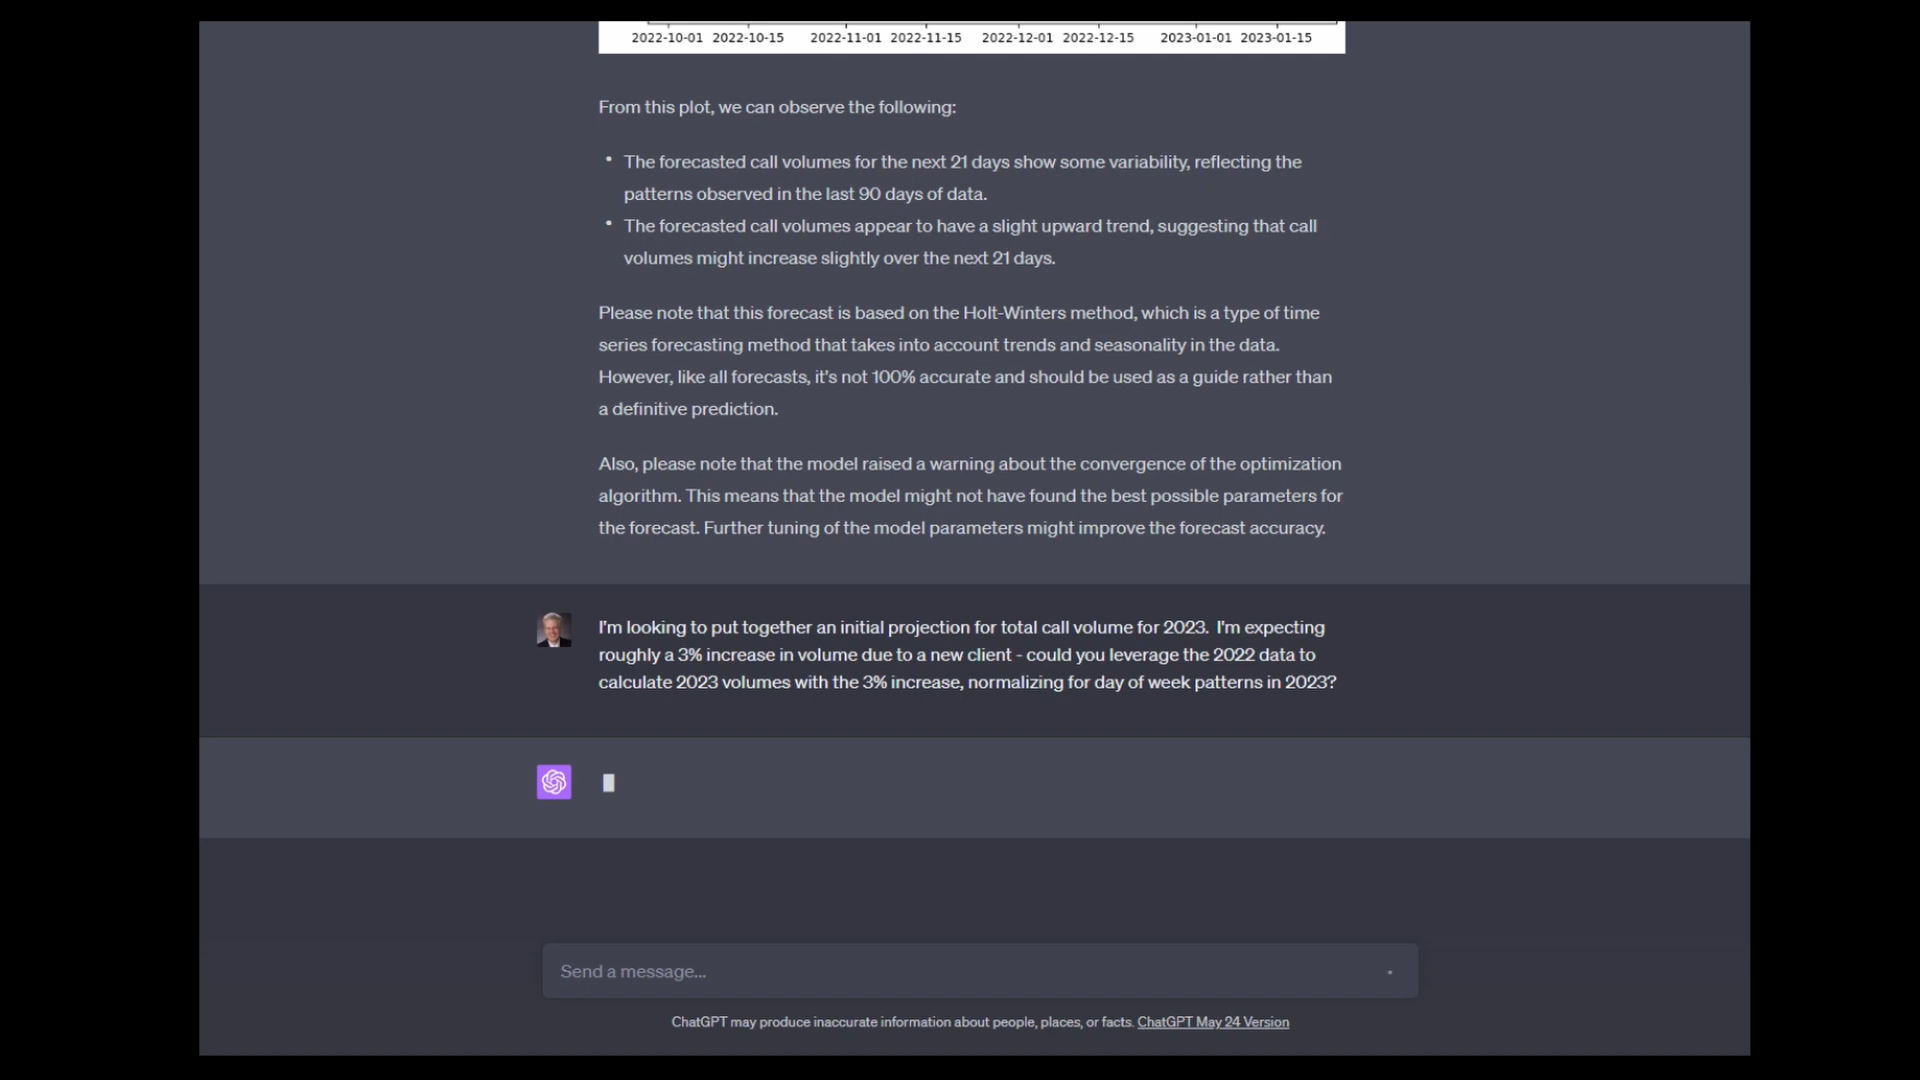 2022-10-01 2022-10-15 2022-11-01 2022-11-15 2022-12-01 2022-12-15 2023-01-01 2023-01-15
From this plot, we can observe the following:
• The forecasted call volumes for the next 21 days show some variability, reflecting the
patterns observed in the last 90 days of data.
• The forecasted call volumes appear to have a slight upward trend, suggesting that call
volumes might increase slightly over the next 21 days.
Please note that this forecast is based on the Holt-Winters method, which is a type of time
series forecasting method that takes into account trends and seasonality in the data.
However, like all forecasts, it's not 100% accurate and should be used as a guide rather than
a definitive prediction.
Also, please note that the model raised a warning about the convergence of the optimization
algorithm. This means that the model might not have found the best possible parameters for
the forecast. Further tuning of the model parameters might improve the forecast accuracy.
I'm looking to put together an initial projection for total call volume for 2023. I'm expecting
roughly a 3% increase in volume due to a new client - could you leverage the 2022 data to
calculate 2023 volumes with the 3% increase, normalizing for day of week patterns in 2023?
Send a message...
ChatGPT may produce inaccurate information about people, places, or facts. ChatGPT May 24 Version